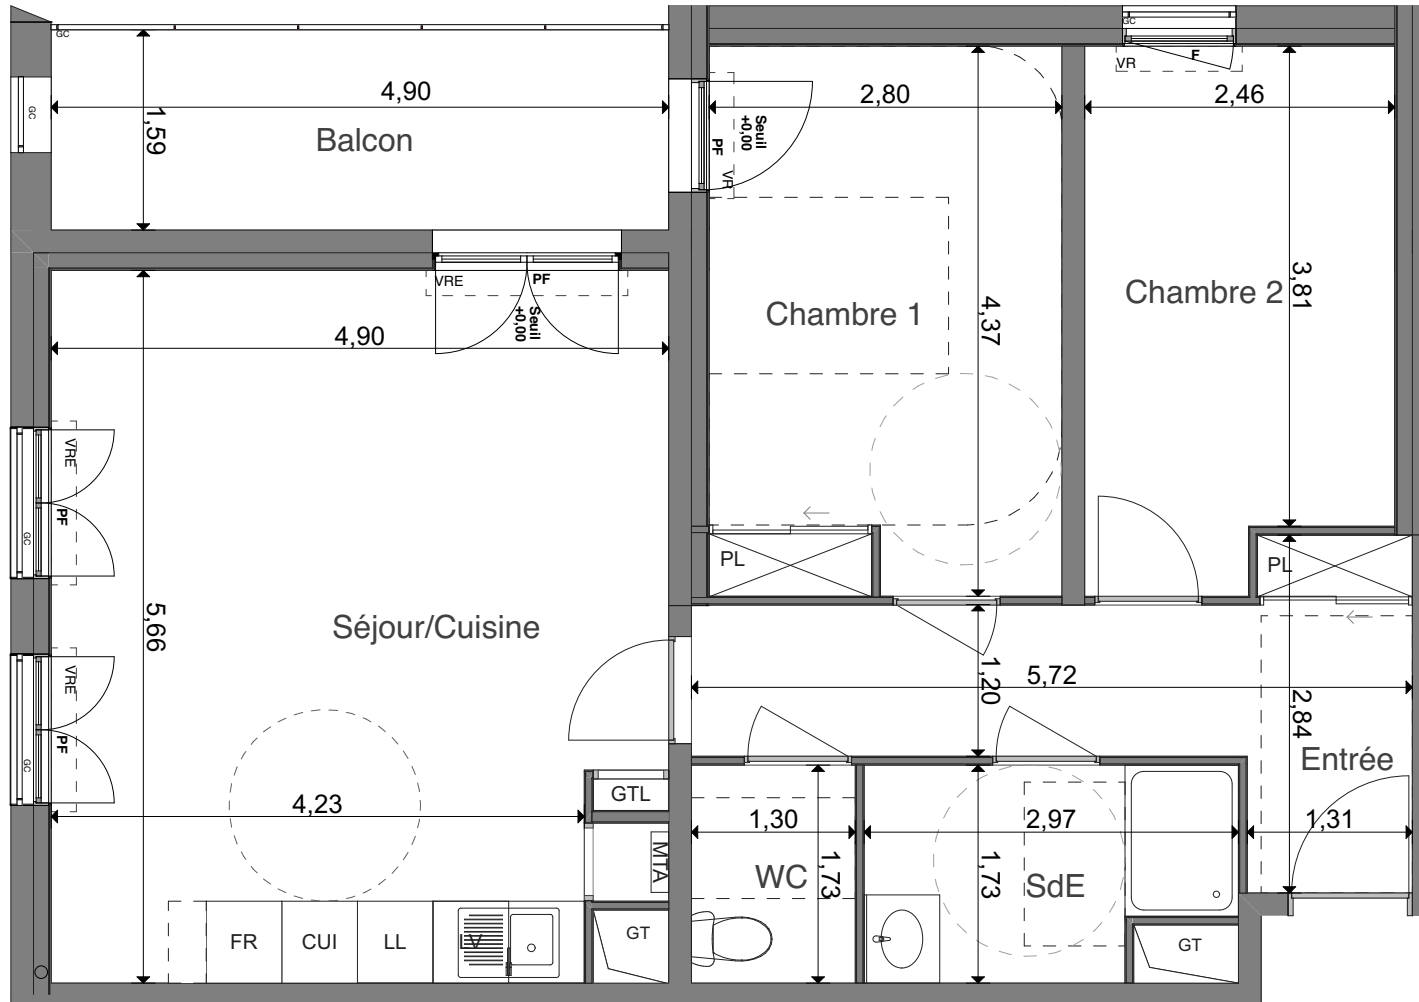 GC
GC
4,90
1,59
Balcon
Seuil
+0,00
PF
VR
2,80
GC
F
VR
2,46
Chambre 1
4,37
Chambre 2
3,81
VRE
PF
Seuil
+0,00
4,90
VRE
PF
GC
5,66
Séjour/Cuisine
VRE
PF
GC
PL
PL
1,20
5,72
2,84
Entrée
1,31
4,23
GTL
MTA
1,30
WC
1,73
2,97
1,73
SdE
FR
CUI
LL
LV
GT
GT